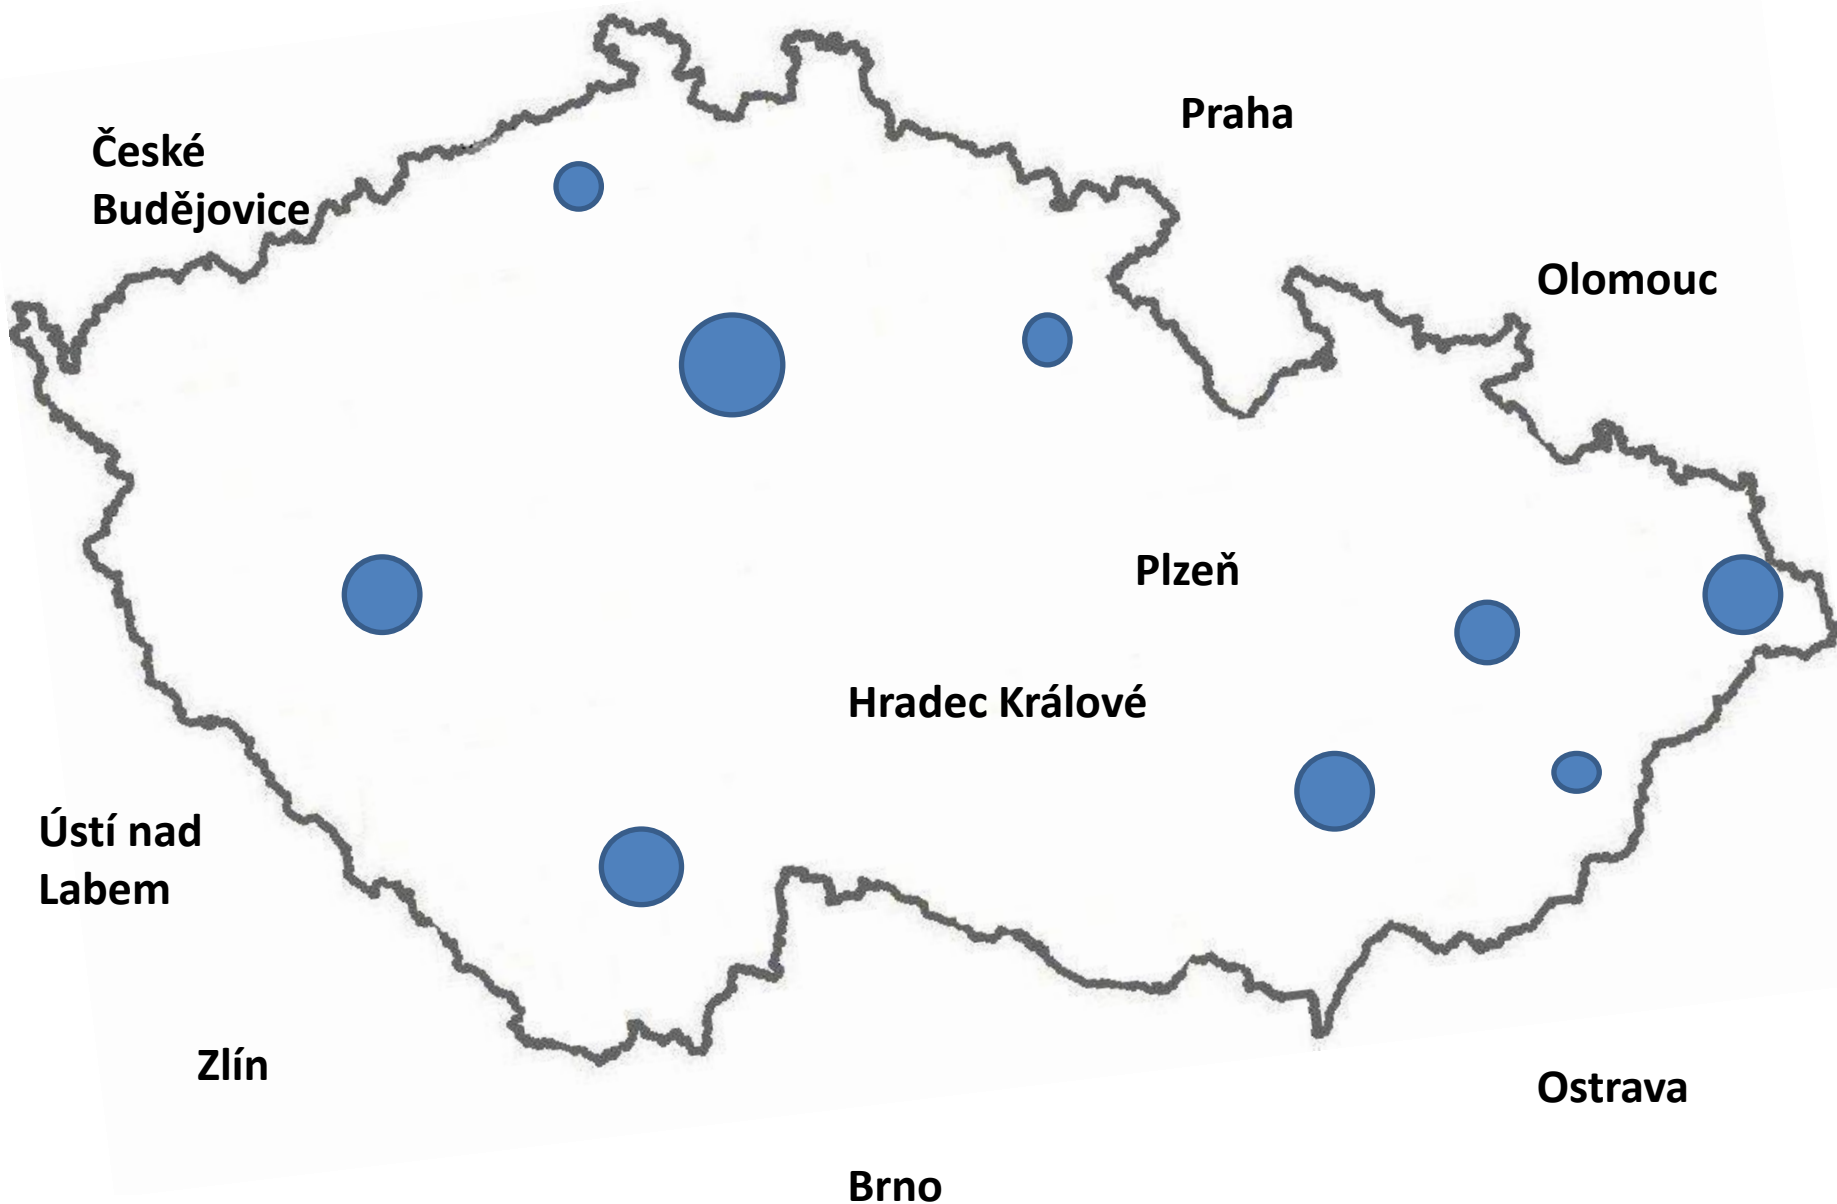 Praha
České
Budějovice
Olomouc
Plzeň
Hradec Králové
Ústí nad
Labem
Zlín
Ostrava
Brno